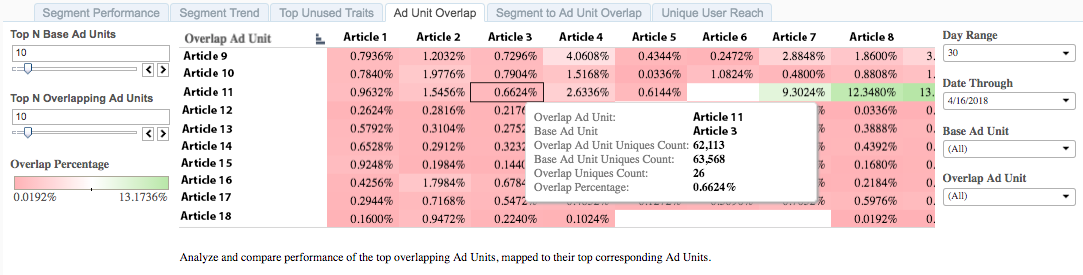 Segment Performance Segment Trend Top Unused Traits Ad Unit Overlap Segment to Ad Unit Overlap Unique User Reach
Top N Base Ad Units
10
Top N Overlapping Ad Units
10
Overlap Percentage
0.0192% 13.1736%
Overlap Ad Unit Article 1 Article 2 Article 3 Article 4 Article 5 Article 6 Article 7 Article 8
Article 9 0.7936% 1.2032% 0.7296% 4.0608% 0.4344% 0.2472% 2.8848% 1.8600% 3.
Article 10 0.7840% 1.9776% 0.7904% 1.5168% 0.0336% 1.0824% 0.4800% 0.8808% 1.
Article 11 0.9632% 1.5456% 0.6624% 2.6336% 0.6144% 9.3024% 12.3480% 13.
Article 12 0.2624% 0.2816% 0.2176 % 0.0336% 0.
Article 13 0.5792% 0.3104% 0.2752 % 0.3888% 0.
Article 14 0.6528% 0.2912% 0.3232 % 0.4392% 0.
Article 15 0.9248% 0.1984% 0.1440 % 0.1680% 0.
Article 16 0.4256% 1.7984% 0.6784 % 0.2184% 0.
Article 17 0.2944% 0.7168% 0.5472 0.5976% 0.
Article 18 0.1600% 0.9472% 0.2240% 0.1024% 0.0192% 0.
Overlap Ad Unit: Article 11
Base Ad Unit Article 3
Overlap Ad Unit Uniques Count: 62,113
Base Ad Unit Uniques Count: 63,568
Overlap Uniques Count: 26
Overlap Percentage: 0.6624%
Day Range
30
Date Through
4/16/2018
Base Ad Unit
(All)
Overlap Ad Unit
(All)
Analyze and compare performance of the top overlapping Ad Units, mapped to their top corresponding Ad Units.